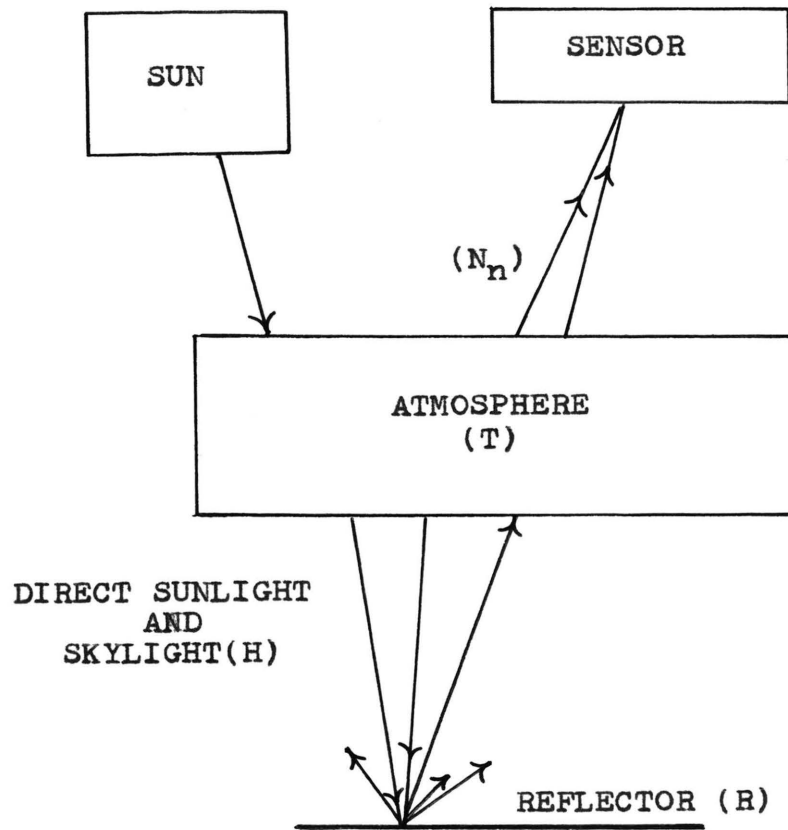 SUN
SENSOR
(Nn)
ATMOSPHERE
(T)
DIRECT SUNLIGHT
AND
SKYLIGHT(H)
REFLECTOR (R)